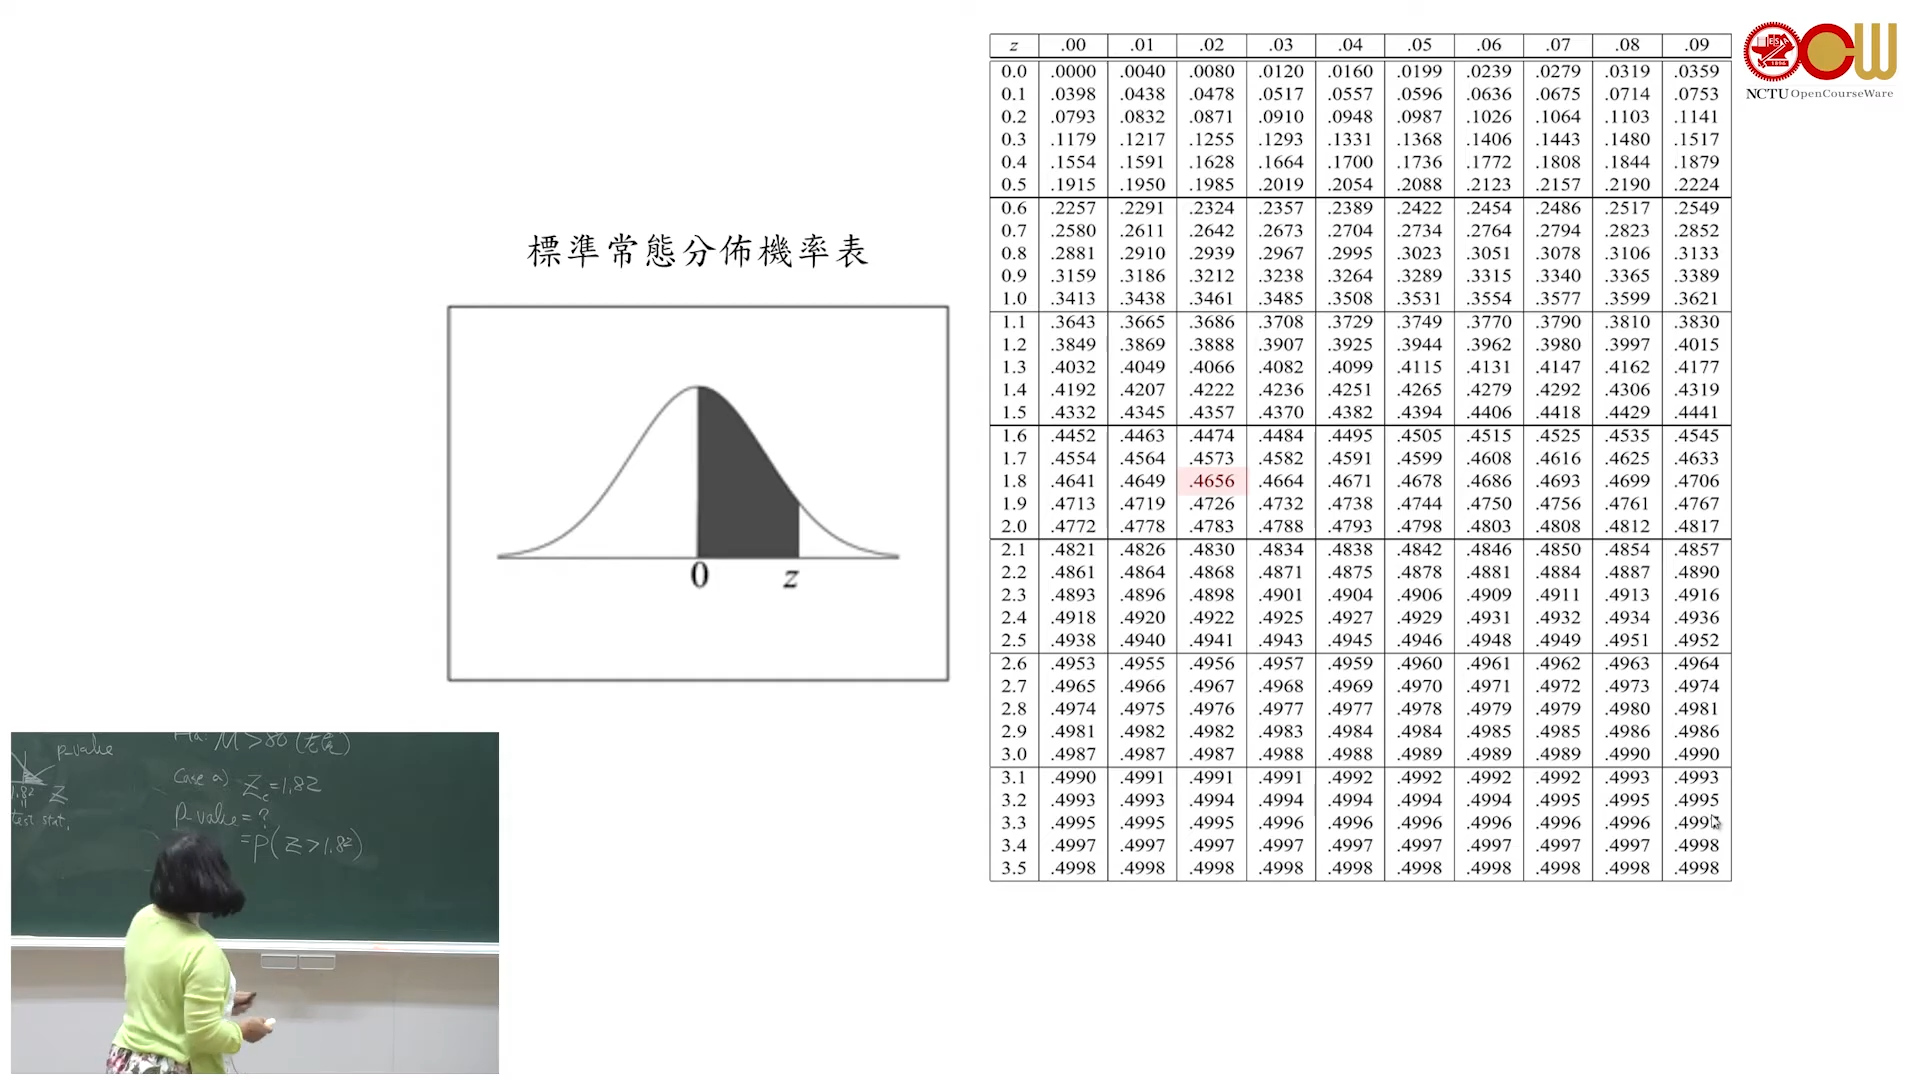 z .00 .01 .02 .03 .04 .05 .06 .07 .08 .09
0.0 .0000 .0040 .0080 .0120 .0160 .0199 .0239 .0279 .0319 .0359
0.1 .0398 .0438 .0478 .0517 .0557 .0596 .0636 .0675 .0714 .0753
0.2 .0793 .0832 .0871 .0910 .0948 .0987 .1026 .1064 .1103 .1141
0.3 .1179 .1217 .1255 .1293 .1331 .1368 .1406 .1443 .1480 .1517
0.4 .1554 .1591 .1628 .1664 .1700 .1736 .1772 .1808 .1844 .1879
0.5 .1915 .1950 .1985 .2019 .2054 .2088 .2123 .2157 .2190 .2224
0.6 .2257 .2291 .2324 .2357 .2389 .2422 .2454 .2486 .2517 .2549
0.7 .2580 .2611 .2642 .2673 .2704 .2734 .2764 .2794 .2823 .2852
0.8 .2881 .2910 .2939 .2967 .2995 .3023 .3051 .3078 .3106 .3133
0.9 .3159 .3186 .3212 .3238 .3264 .3289 .3315 .3340 .3365 .3389
1.0 .3413 .3438 .3461 .3485 .3508 .3531 .3554 .3577 .3599 .3621
1.1 .3643 .3665 .3686 .3708 .3729 .3749 .3770 .3790 .3810 .3830
1.2 .3849 .3869 .3888 .3907 .3925 .3944 .3962 .3980 .3997 .4015
1.3 .4032 .4049 .4066 .4082 .4099 .4115 .4131 .4147 .4162 .4177
1.4 .4192 .4207 .4222 .4236 .4251 .4265 .4279 .4292 .4306 .4319
1.5 .4332 .4345 .4357 .4370 .4382 .4394 .4406 .4418 .4429 .4441
1.6 .4452 .4463 .4474 .4484 .4495 .4505 .4515 .4525 .4535 .4545
1.7 .4554 .4564 .4573 .4582 .4591 .4599 .4608 .4616 .4625 .4633
1.8 .4641 .4649 .4656 .4664 .4671 .4678 .4686 .4693 .4699 .4706
1.9 .4713 .4719 .4726 .4732 .4738 .4744 .4750 .4756 .4761 .4767
2.0 .4772 .4778 .4783 .4788 .4793 .4798 .4803 .4808 .4812 .4817
2.1 .4821 .4826 .4830 .4834 .4838 .4842 .4846 .4850 .4854 .4857
2.2 .4861 .4864 .4868 .4871 .4875 .4878 .4881 .4884 .4887 .4890
2.3 .4893 .4896 .4898 .4901 .4904 .4906 .4909 .4911 .4913 .4916
2.4 .4918 .4920 .4922 .4925 .4927 .4929 .4931 .4932 .4934 .4936
2.5 .4938 .4940 .4941 .4943 .4945 .4946 .4948 .4949 .4951 .4952
2.6 .4953 .4955 .4956 .4957 .4959 .4960 .4961 .4962 .4963 .4964
2.7 .4965 .4966 .4967 .4968 .4969 .4970 .4971 .4972 .4973 .4974
2.8 .4974 .4975 .4976 .4977 .4977 .4978 .4979 .4979 .4980 .4981
2.9 .4981 .4982 .4982 .4983 .4984 .4984 .4985 .4985 .4986 .4986
3.0 .4987 .4987 .4987 .4988 .4988 .4989 .4989 .4989 .4990 .4990
3.1 .4990 .4991 .4991 .4991 .4992 .4992 .4992 .4992 .4993 .4993
3.2 .4993 .4993 .4994 .4994 .4994 .4994 .4994 .4995 .4995 .4995
3.3 .4995 .4995 .4995 .4996 .4996 .4996 .4996 .4996 .4996
3.4 .4997 .4997 .4997 .4997 .4997 .4997 .4997 .4997 .4997 .4998
3.5 .4998 .4998 .4998 .4998 .4998 .4998 .4998 .4998 .4998 .4998
NCTU OpenCourseWare
標準常態分佈機率表
0 z
p-value
Z
test stat.
Ha: M>80
Case a) Zc=1.82
P-value=?
=P(Z>1.82)